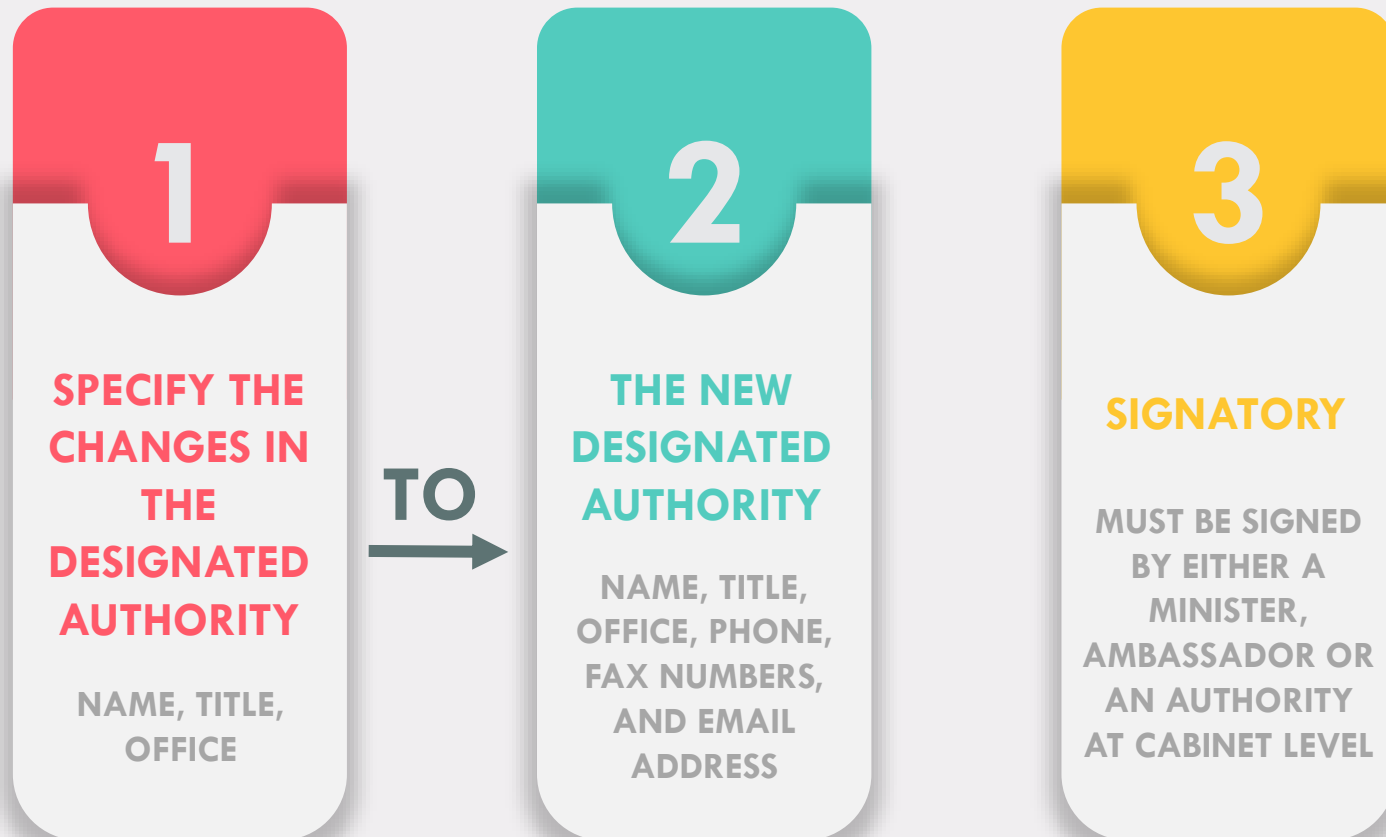 1
SPECIFY THE
CHANGES IN
THE
DESIGNATED
AUTHORITY
NAME, TITLE,
OFFICE
TO
2
THE NEW
DESIGNATED
AUTHORITY
NAME, TITLE,
OFFICE, PHONE,
FAX NUMBERS,
AND EMAIL
ADDRESS
3
SIGNATORY
MUST BE SIGNED
BY EITHER A
MINISTER,
AMBASSADOR OR
AN AUTHORITY
AT CABINET LEVEL